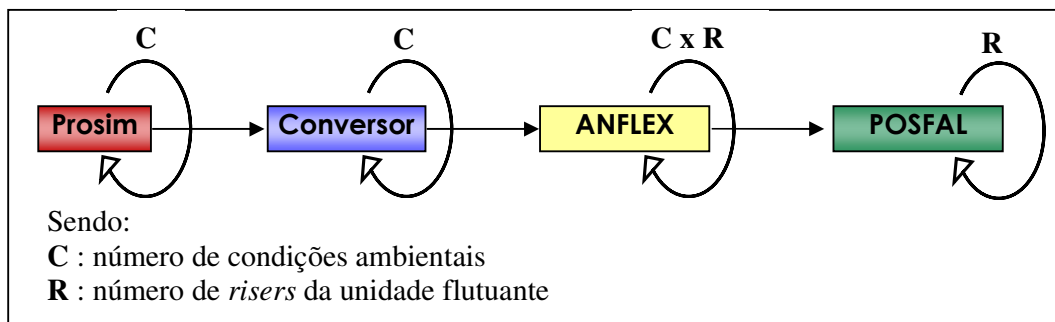 C C C x R R
Prosim Conversor ANFLEX POSFAL
Sendo:
C : número de condições ambientais
R : número de risers da unidade flutuante